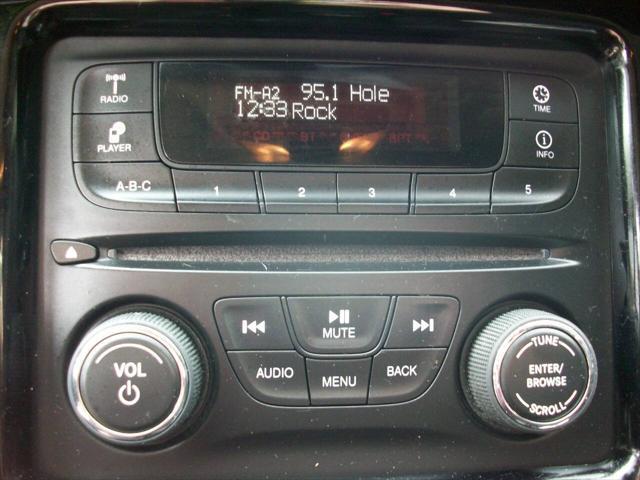 RADIO
FM-A2 95.1 Hole
TIME
12:33 Rock
PLAYER
INFO
A-B-C 1 2 3 4 5
MUTE
VOL
AUDIO MENU BACK
TUNE
ENTER/
BROWSE
SCROLL